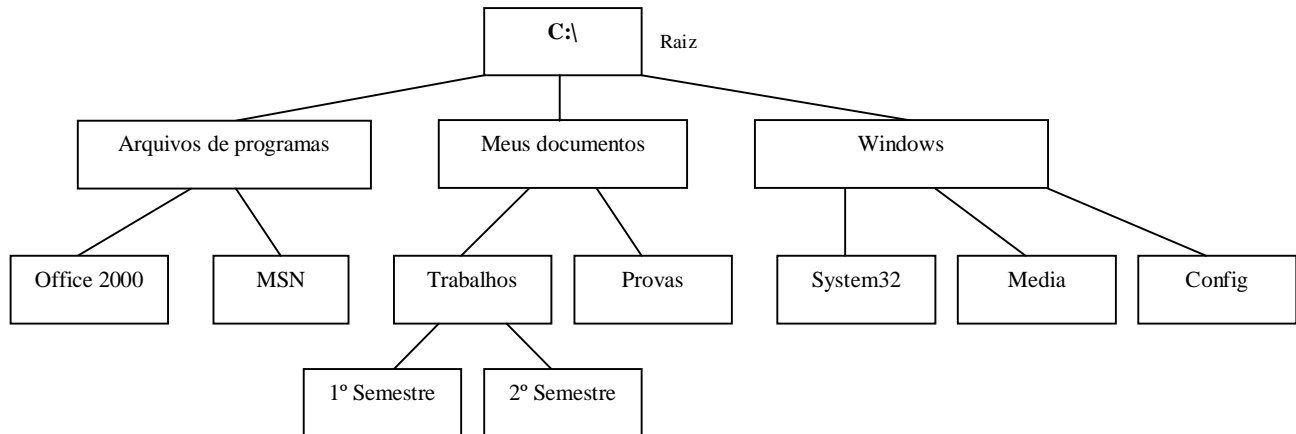 C:\
Raiz
Arquivos de programas
Meus documentos
Windows
Office 2000
MSN
Trabalhos
Provas
System32
Media
Config
1º Semestre
2º Semestre